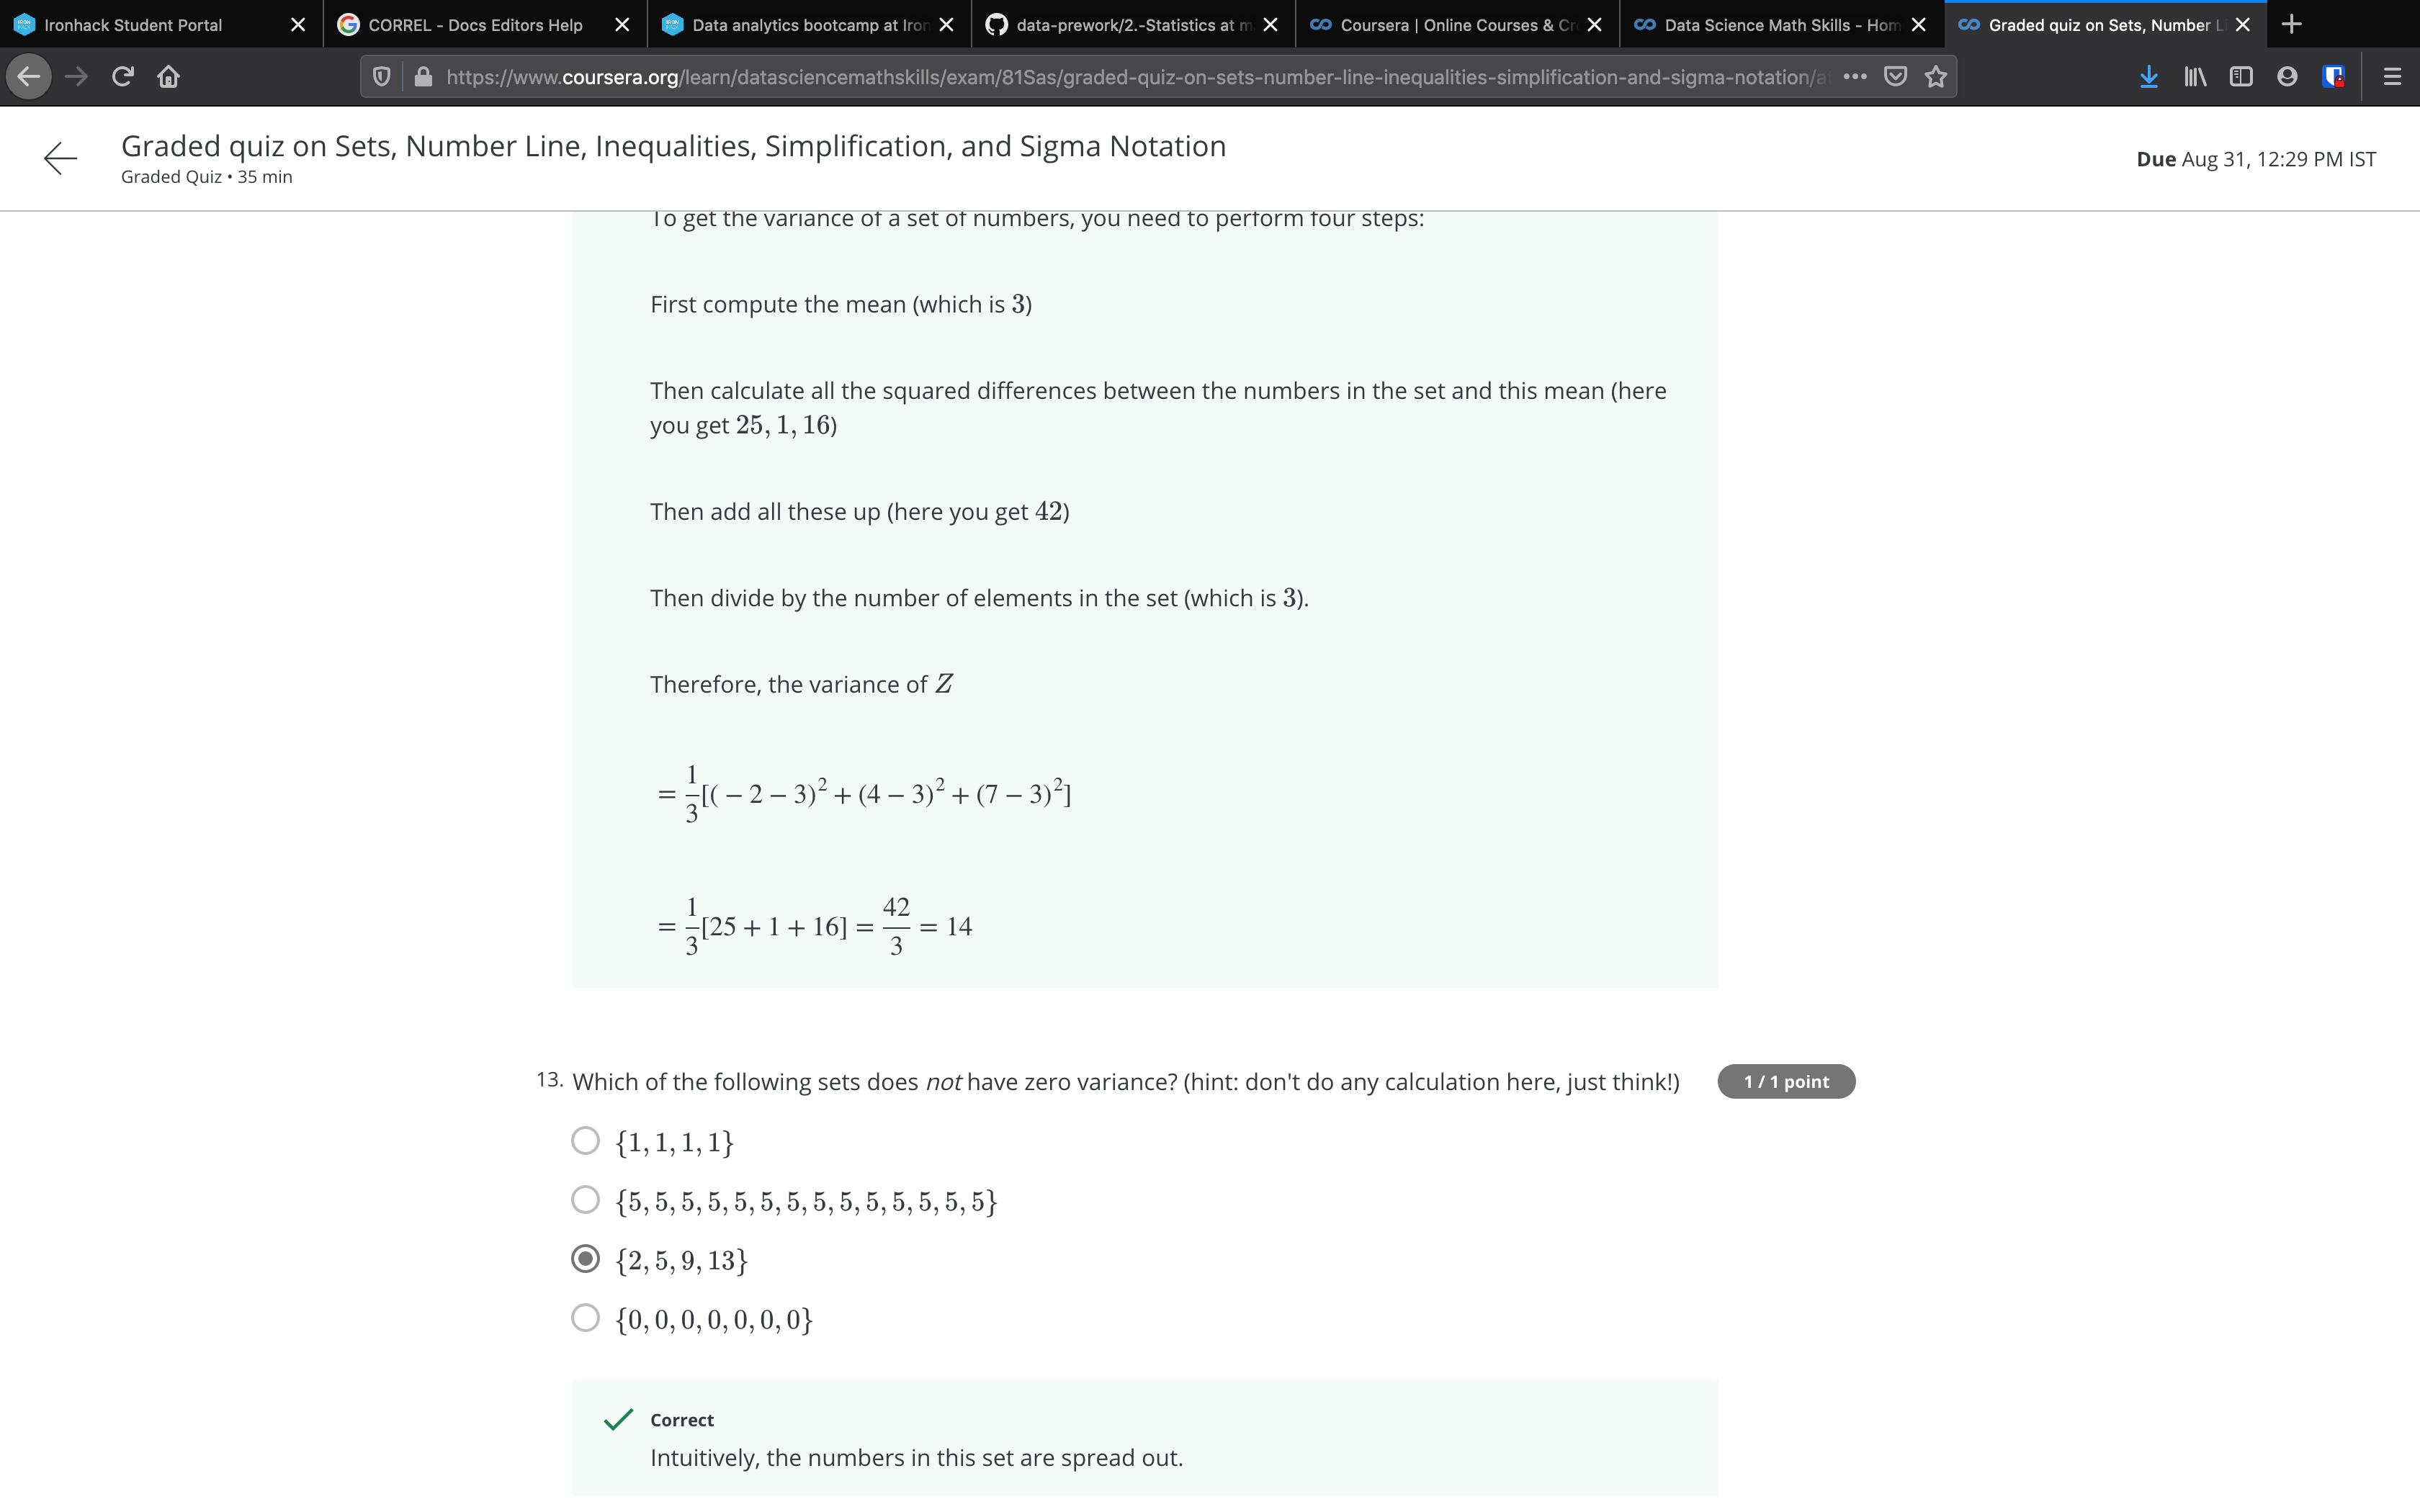 Ironhack Student Portal
CORREL - Docs Editors Help
Data analytics bootcamp at Iron
data-prework/2.-Statistics at m
Coursera | Online Courses & Cr
Data Science Math Skills - Hom
Graded quiz on Sets, Number L
https://www.coursera.org/learn/datasciencemathskills/exam/81Sas/graded-quiz-on-sets-number-line-inequalities-simplification-and-sigma-notation/at
Graded quiz on Sets, Number Line, Inequalities, Simplification, and Sigma Notation
Graded Quiz • 35 min
Due Aug 31, 12:29 PM IST
To get the variance of a set of numbers, you need to perform four steps:
First compute the mean (which is 3)
Then calculate all the squared differences between the numbers in the set and this mean (here
you get 25, 1, 16)
Then add all these up (here you get 42)
Then divide by the number of elements in the set (which is 3).
Therefore, the variance of Z
= 1/3[( − 2 − 3)² + (4 − 3)² + (7 − 3)²]
= 1/3[25 + 1 + 16] = 42/3 = 14
13. Which of the following sets does not have zero variance? (hint: don't do any calculation here, just think!)
1 / 1 point
{1, 1, 1, 1}
{5, 5, 5, 5, 5, 5, 5, 5, 5, 5, 5, 5, 5, 5}
{2, 5, 9, 13}
{0, 0, 0, 0, 0, 0, 0}
Correct
Intuitively, the numbers in this set are spread out.